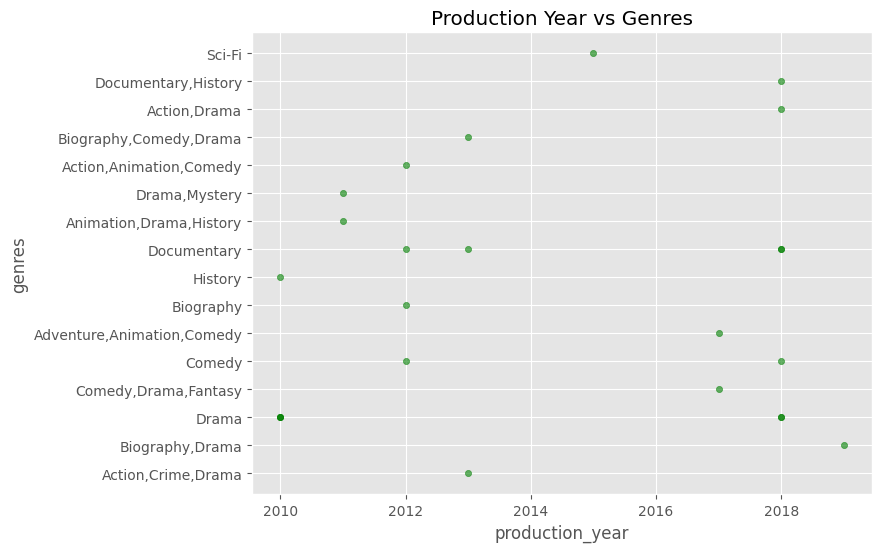 Production Year vs Genres
Sci-Fi
Documentary,History
Action,Drama
Biography,Comedy,Drama
Action,Animation,Comedy
Drama,Mystery
Animation,Drama,History
Documentary
History
Biography
Adventure,Animation,Comedy
Comedy
Comedy,Drama,Fantasy
Drama
Biography,Drama
Action,Crime,Drama
genres
2010 2012 2014 2016 2018
production_year